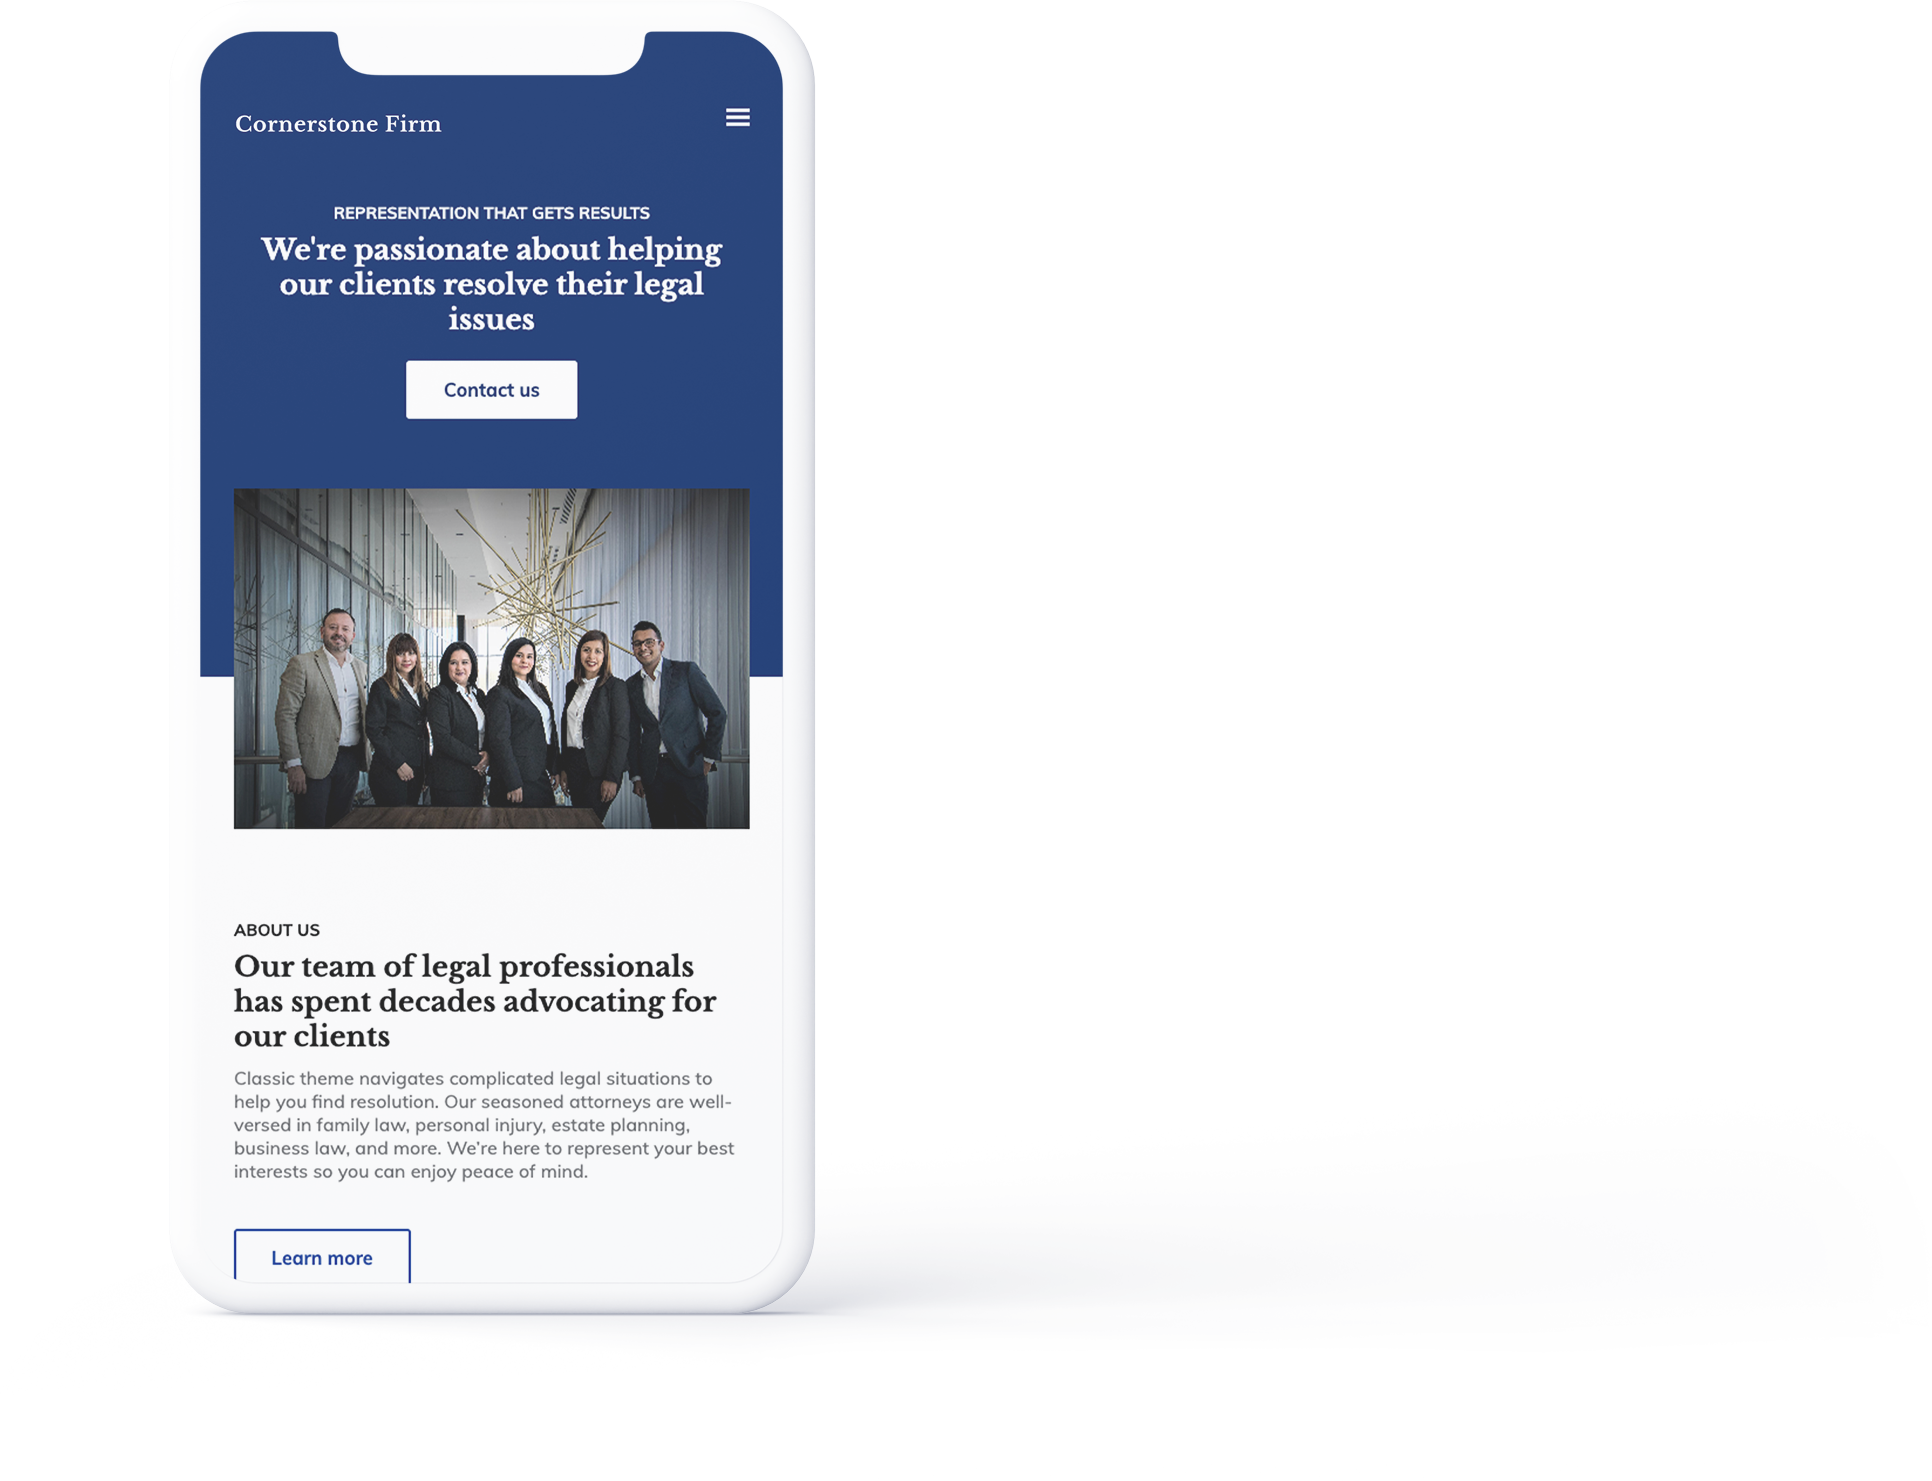 Cornerstone Firm
REPRESENTATION THAT GETS RESULTS
We're passionate about helping
our clients resolve their legal
issues
Contact us
ABOUT US
Our team of legal professionals
has spent decades advocating for
our clients
Classic theme navigates complicated legal situations to
help you find resolution. Our seasoned attorneys are well-
versed in family law, personal injury, estate planning,
business law, and more. We're here to represent your best
interests so you can enjoy peace of mind.
Learn more